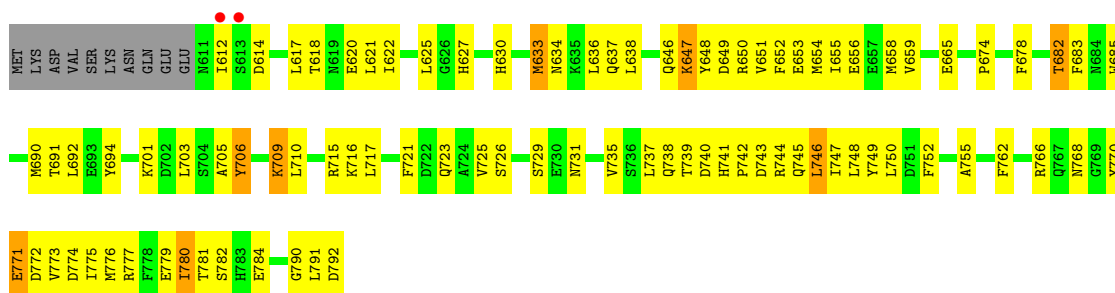 MET LYS ASP VAL SER LYS ASN GLN GLU GLU N611 I612 S613 D614 L617 T618 N619 E620 L621 I622 L625 G626 H627 H630 M633 N634 K635 L636 Q637 L638 Q646 K647 Y648 D649 R650 V651 F652 E653 M654 I655 E656 E657 M658 V659 E665 P674 F678 T682 F683 N684 W685
M690 T691 L692 E693 Y694 K701 D702 L703 S704 A705 Y706 K709 L710 R715 K716 L717 F721 D722 Q723 A724 V725 S726 S729 E730 N731 V735 S736 L737 Q738 T739 D740 H741 P742 D743 R744 Q745 L746 I747 L748 Y749 L750 D751 F752 A755 F762 R766 Q767 N768 G769 Y770
E771 D772 V773 D774 I775 M776 R777 F778 E779 I780 T781 S782 H783 E784 G790 L791 D792